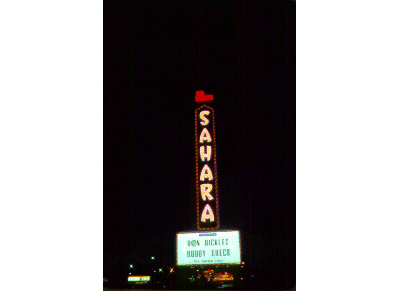 SAHARA
DON RICKLES
BUDDY GRECO